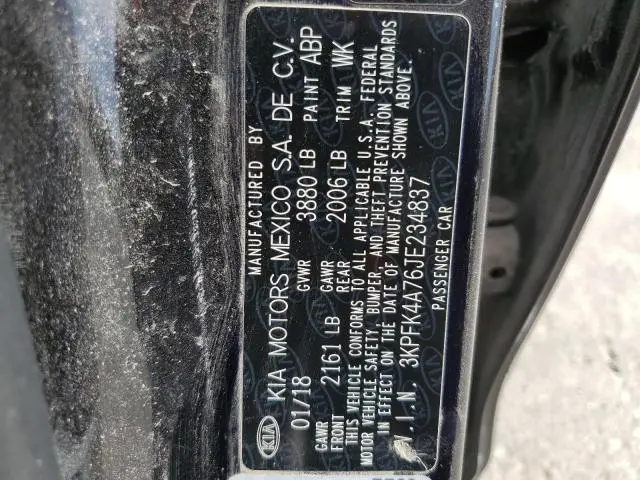 MANUFACTURED BY
KIA KIA MOTORS MEXICO S.A. DE C.V.
01/18 GVWR 3880 LB PAINT ABP
GAWR FRONT 2161 LB GAWR REAR 2006 LB TRIM WK
THIS VEHICLE CONFORMS TO ALL APPLICABLE U.S.A. FEDERAL
MOTOR VEHICLE SAFETY, BUMPER, AND THEFT PREVENTION STANDARDS
IN EFFECT ON THE DATE OF MANUFACTURE SHOWN ABOVE.
V.I.N. 3KPFK4A76JE234837
PASSENGER CAR